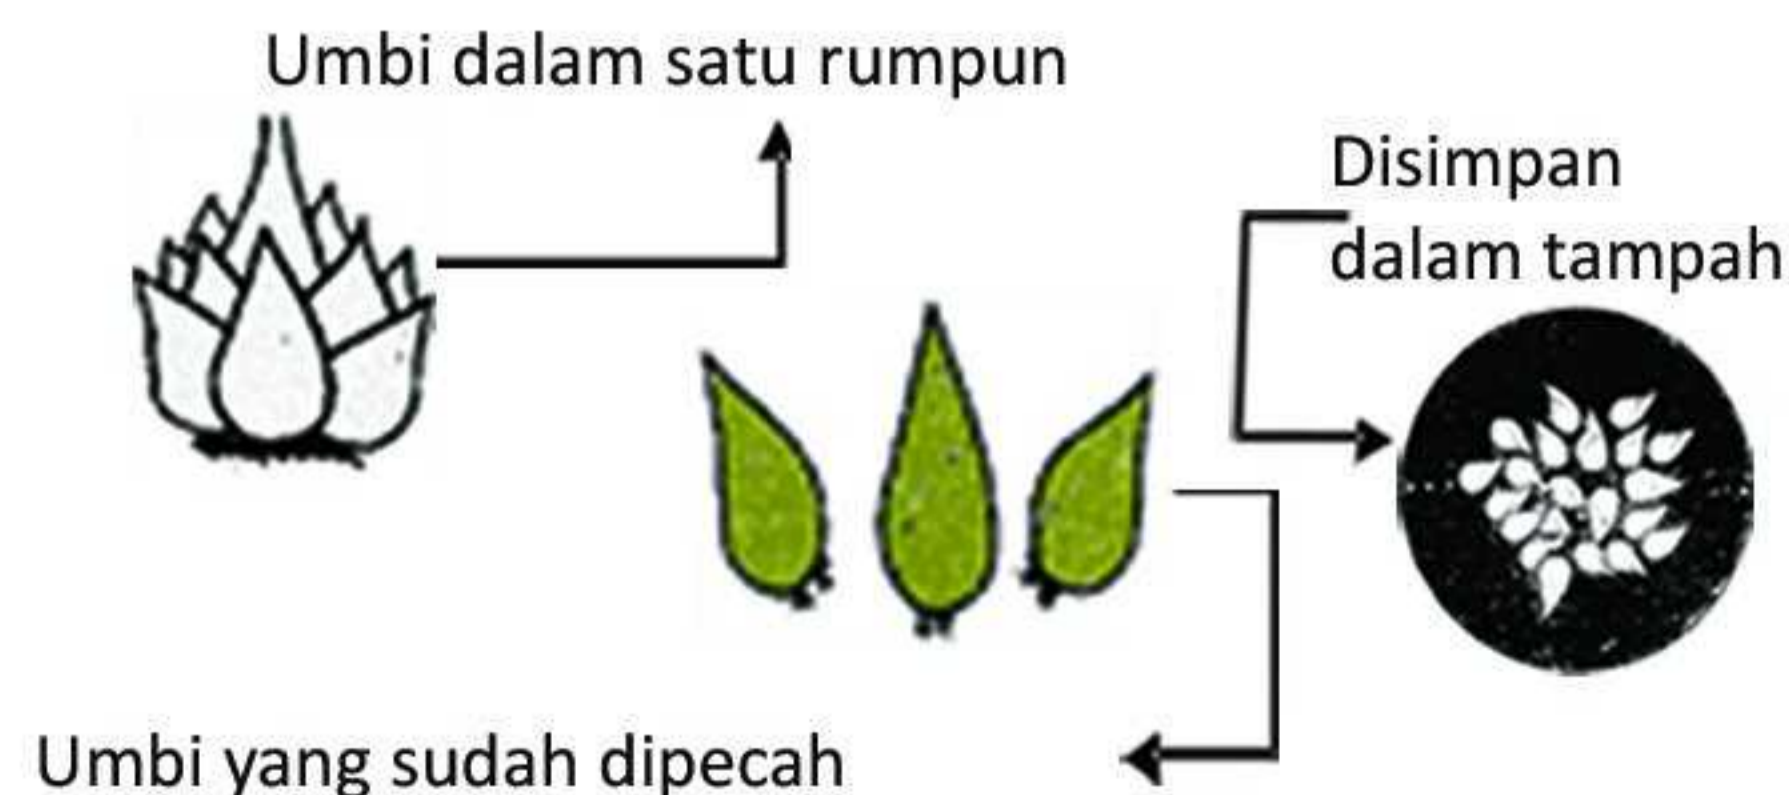 Umbi dalam satu rumpun
Disimpan
dalam tampah
Umbi yang sudah dipecah